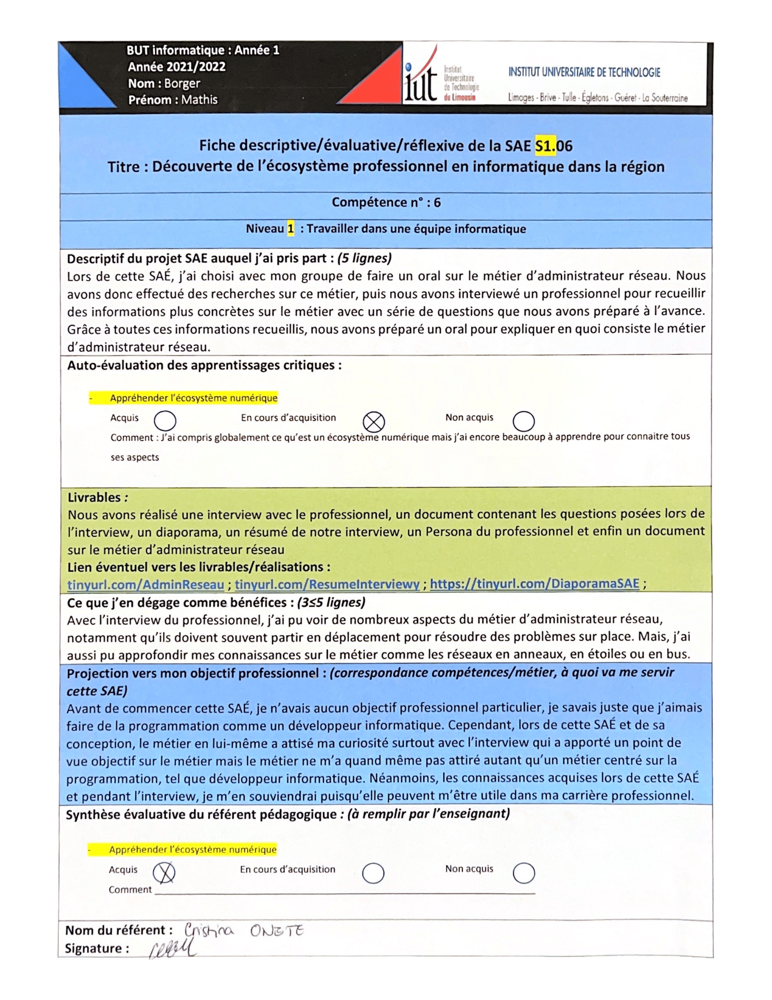 BUT informatique : Année 1
Année 2021/2022
Nom : Borger
Prénom : Mathis
iut
Institut
Universitaire
de Technologie
du Limousin
INSTITUT UNIVERSITAIRE DE TECHNOLOGIE
Limoges - Brive - Tulle - Égletons - Guéret - La Souterraine
Fiche descriptive/évaluative/réflexive de la SAE S1.06
Titre : Découverte de l’écosystème professionnel en informatique dans la région
Compétence n° : 6
Niveau 1 : Travailler dans une équipe informatique
Descriptif du projet SAE auquel j’ai pris part : (5 lignes)
Lors de cette SAÉ, j’ai choisi avec mon groupe de faire un oral sur le métier d’administrateur réseau. Nous
avons donc effectué des recherches sur ce métier, puis nous avons interviewé un professionnel pour recueillir
des informations plus concrètes sur le métier avec un série de questions que nous avons préparé à l’avance.
Grâce à toutes ces informations recueillis, nous avons préparé un oral pour expliquer en quoi consiste le métier
d’administrateur réseau.
Auto-évaluation des apprentissages critiques :
- Appréhender l’écosystème numérique
Acquis En cours d’acquisition Non acquis
Comment : J’ai compris globalement ce qu’est un écosystème numérique mais j’ai encore beaucoup à apprendre pour connaitre tous
ses aspects
Livrables :
Nous avons réalisé une interview avec le professionnel, un document contenant les questions posées lors de
l’interview, un diaporama, un résumé de notre interview, un Persona du professionnel et enfin un document
sur le métier d’administrateur réseau
Lien éventuel vers les livrables/réalisations :
tinyurl.com/AdminReseau ; tinyurl.com/ResumeInterviewy ; https://tinyurl.com/DiaporamaSAE ;
Ce que j’en dégage comme bénéfices : (3≤5 lignes)
Avec l’interview du professionnel, j’ai pu voir de nombreux aspects du métier d’administrateur réseau,
notamment qu’ils doivent souvent partir en déplacement pour résoudre des problèmes sur place. Mais, j’ai
aussi pu approfondir mes connaissances sur le métier comme les réseaux en anneaux, en étoiles ou en bus.
Projection vers mon objectif professionnel : (correspondance compétences/métier, à quoi va me servir
cette SAE)
Avant de commencer cette SAÉ, je n’avais aucun objectif professionnel particulier, je savais juste que j’aimais
faire de la programmation comme un développeur informatique. Cependant, lors de cette SAÉ et de sa
conception, le métier en lui-même a attisé ma curiosité surtout avec l’interview qui a apporté un point de
vue objectif sur le métier mais le métier ne m’a quand même pas attiré autant qu’un métier centré sur la
programmation, tel que développeur informatique. Néanmoins, les connaissances acquises lors de cette SAÉ
et pendant l’interview, je m’en souviendrai puisqu’elle peuvent m’être utile dans ma carrière professionnel.
Synthèse évaluative du référent pédagogique : (à remplir par l’enseignant)
- Appréhender l’écosystème numérique
Acquis En cours d’acquisition Non acquis
Comment
Nom du référent : Cristina ONETE
Signature :